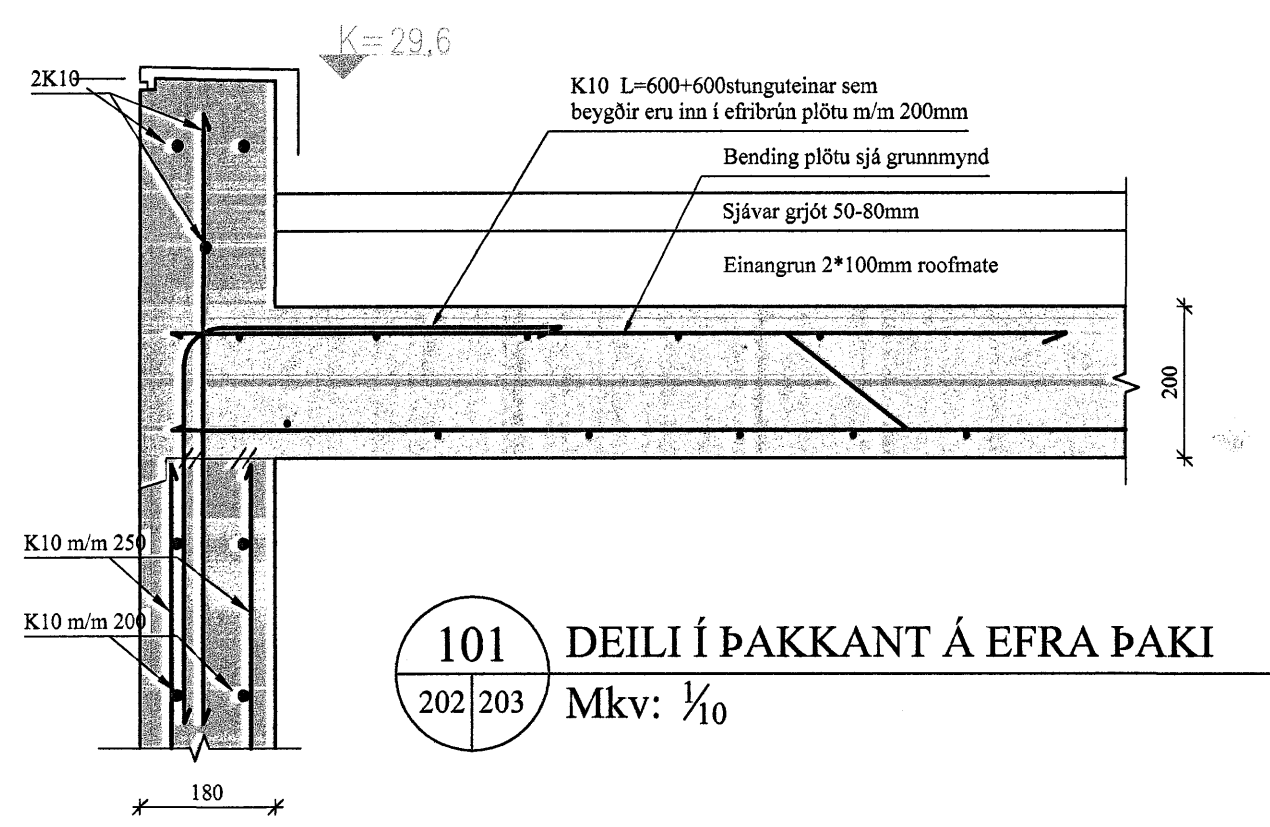 K=29,6
2K10
K10 L=600+600stunguteinar sem
beygðir eru inn í efribrún plötu m/m 200mm
Bending plötu sjá grunnmynd
Sjávar grjót 50-80mm
Einangrun 2*100mm roofmate
200
K10 m/m 250
K10 m/m 200
101
202 203
DEILI Í ÞAKKANT Á EFRA ÞAKI
Mkv: 1/10
180